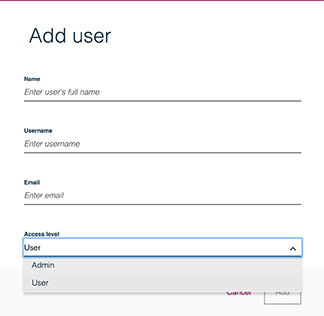 Add user
Name
Enter user's full name
Username
Enter username
Email
Enter email
Access level
User
Admin
User
Cancel
Add